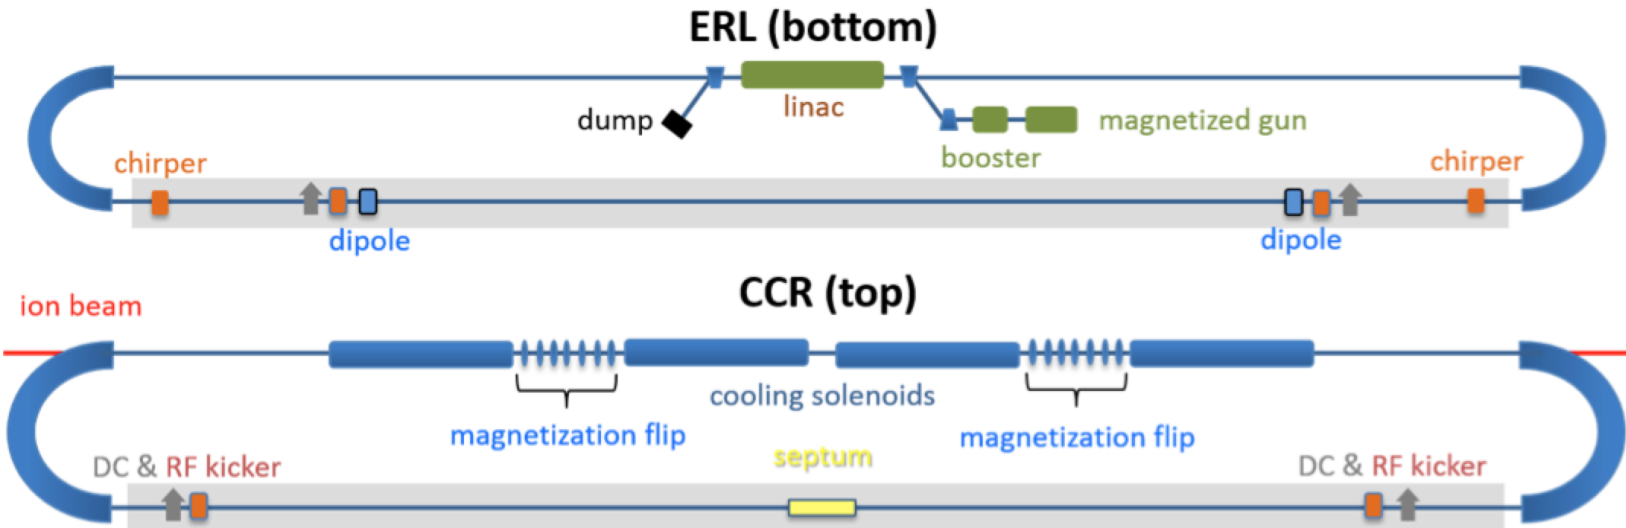 ERL (bottom)
linac
dump
magnetized gun
booster
chirper
chirper
dipole
dipole
CCR (top)
ion beam
cooling solenoids
magnetization flip
magnetization flip
septum
DC & RF kicker
DC & RF kicker